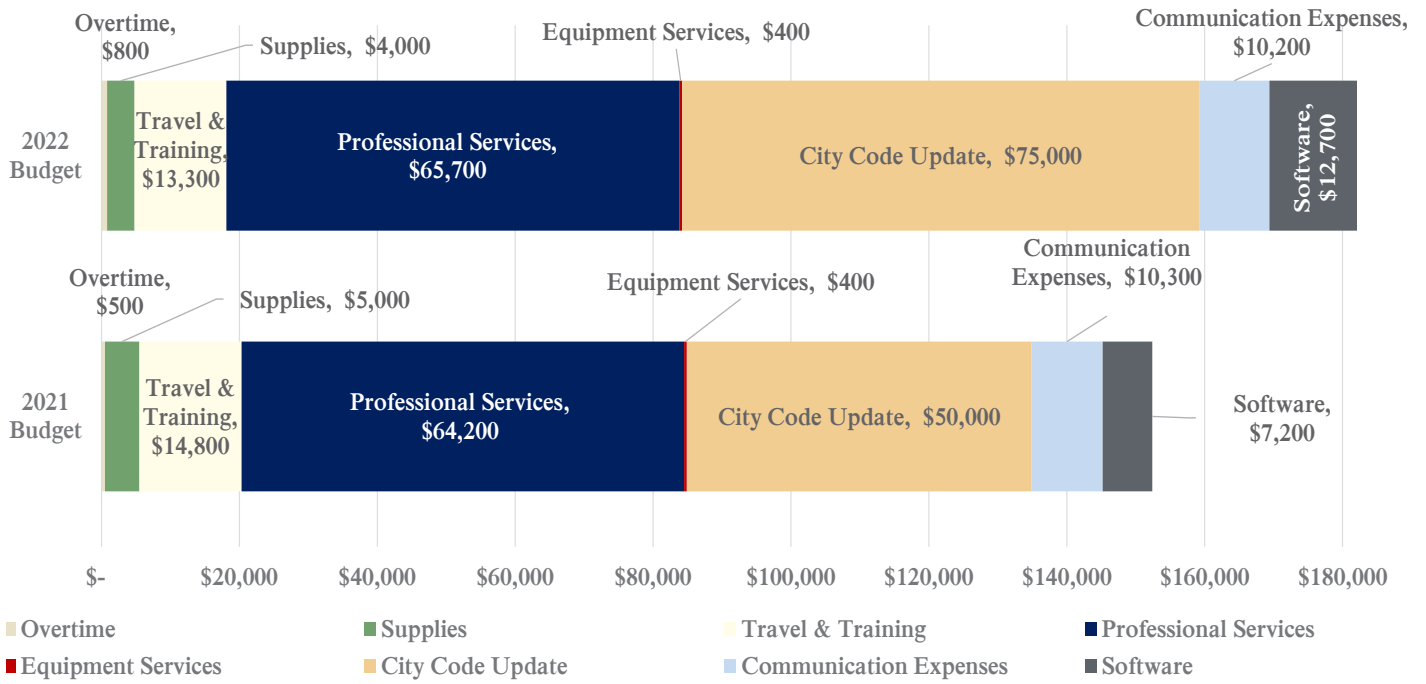 Overtime,
$800
Supplies, $4,000
Equipment Services, $400
Communication Expenses,
$10,200
2022
Budget
Travel &
Training,
$13,300
Professional Services,
$65,700
City Code Update, $75,000
Software,
$12,700
Overtime,
$500
Supplies, $5,000
Equipment Services, $400
Communication
Expenses, $10,300
2021
Budget
Travel &
Training,
$14,800
Professional Services,
$64,200
City Code Update, $50,000
Software,
$7,200
$- $20,000 $40,000 $60,000 $80,000 $100,000 $120,000 $140,000 $160,000 $180,000
Overtime Supplies Travel & Training Professional Services
Equipment Services City Code Update Communication Expenses Software